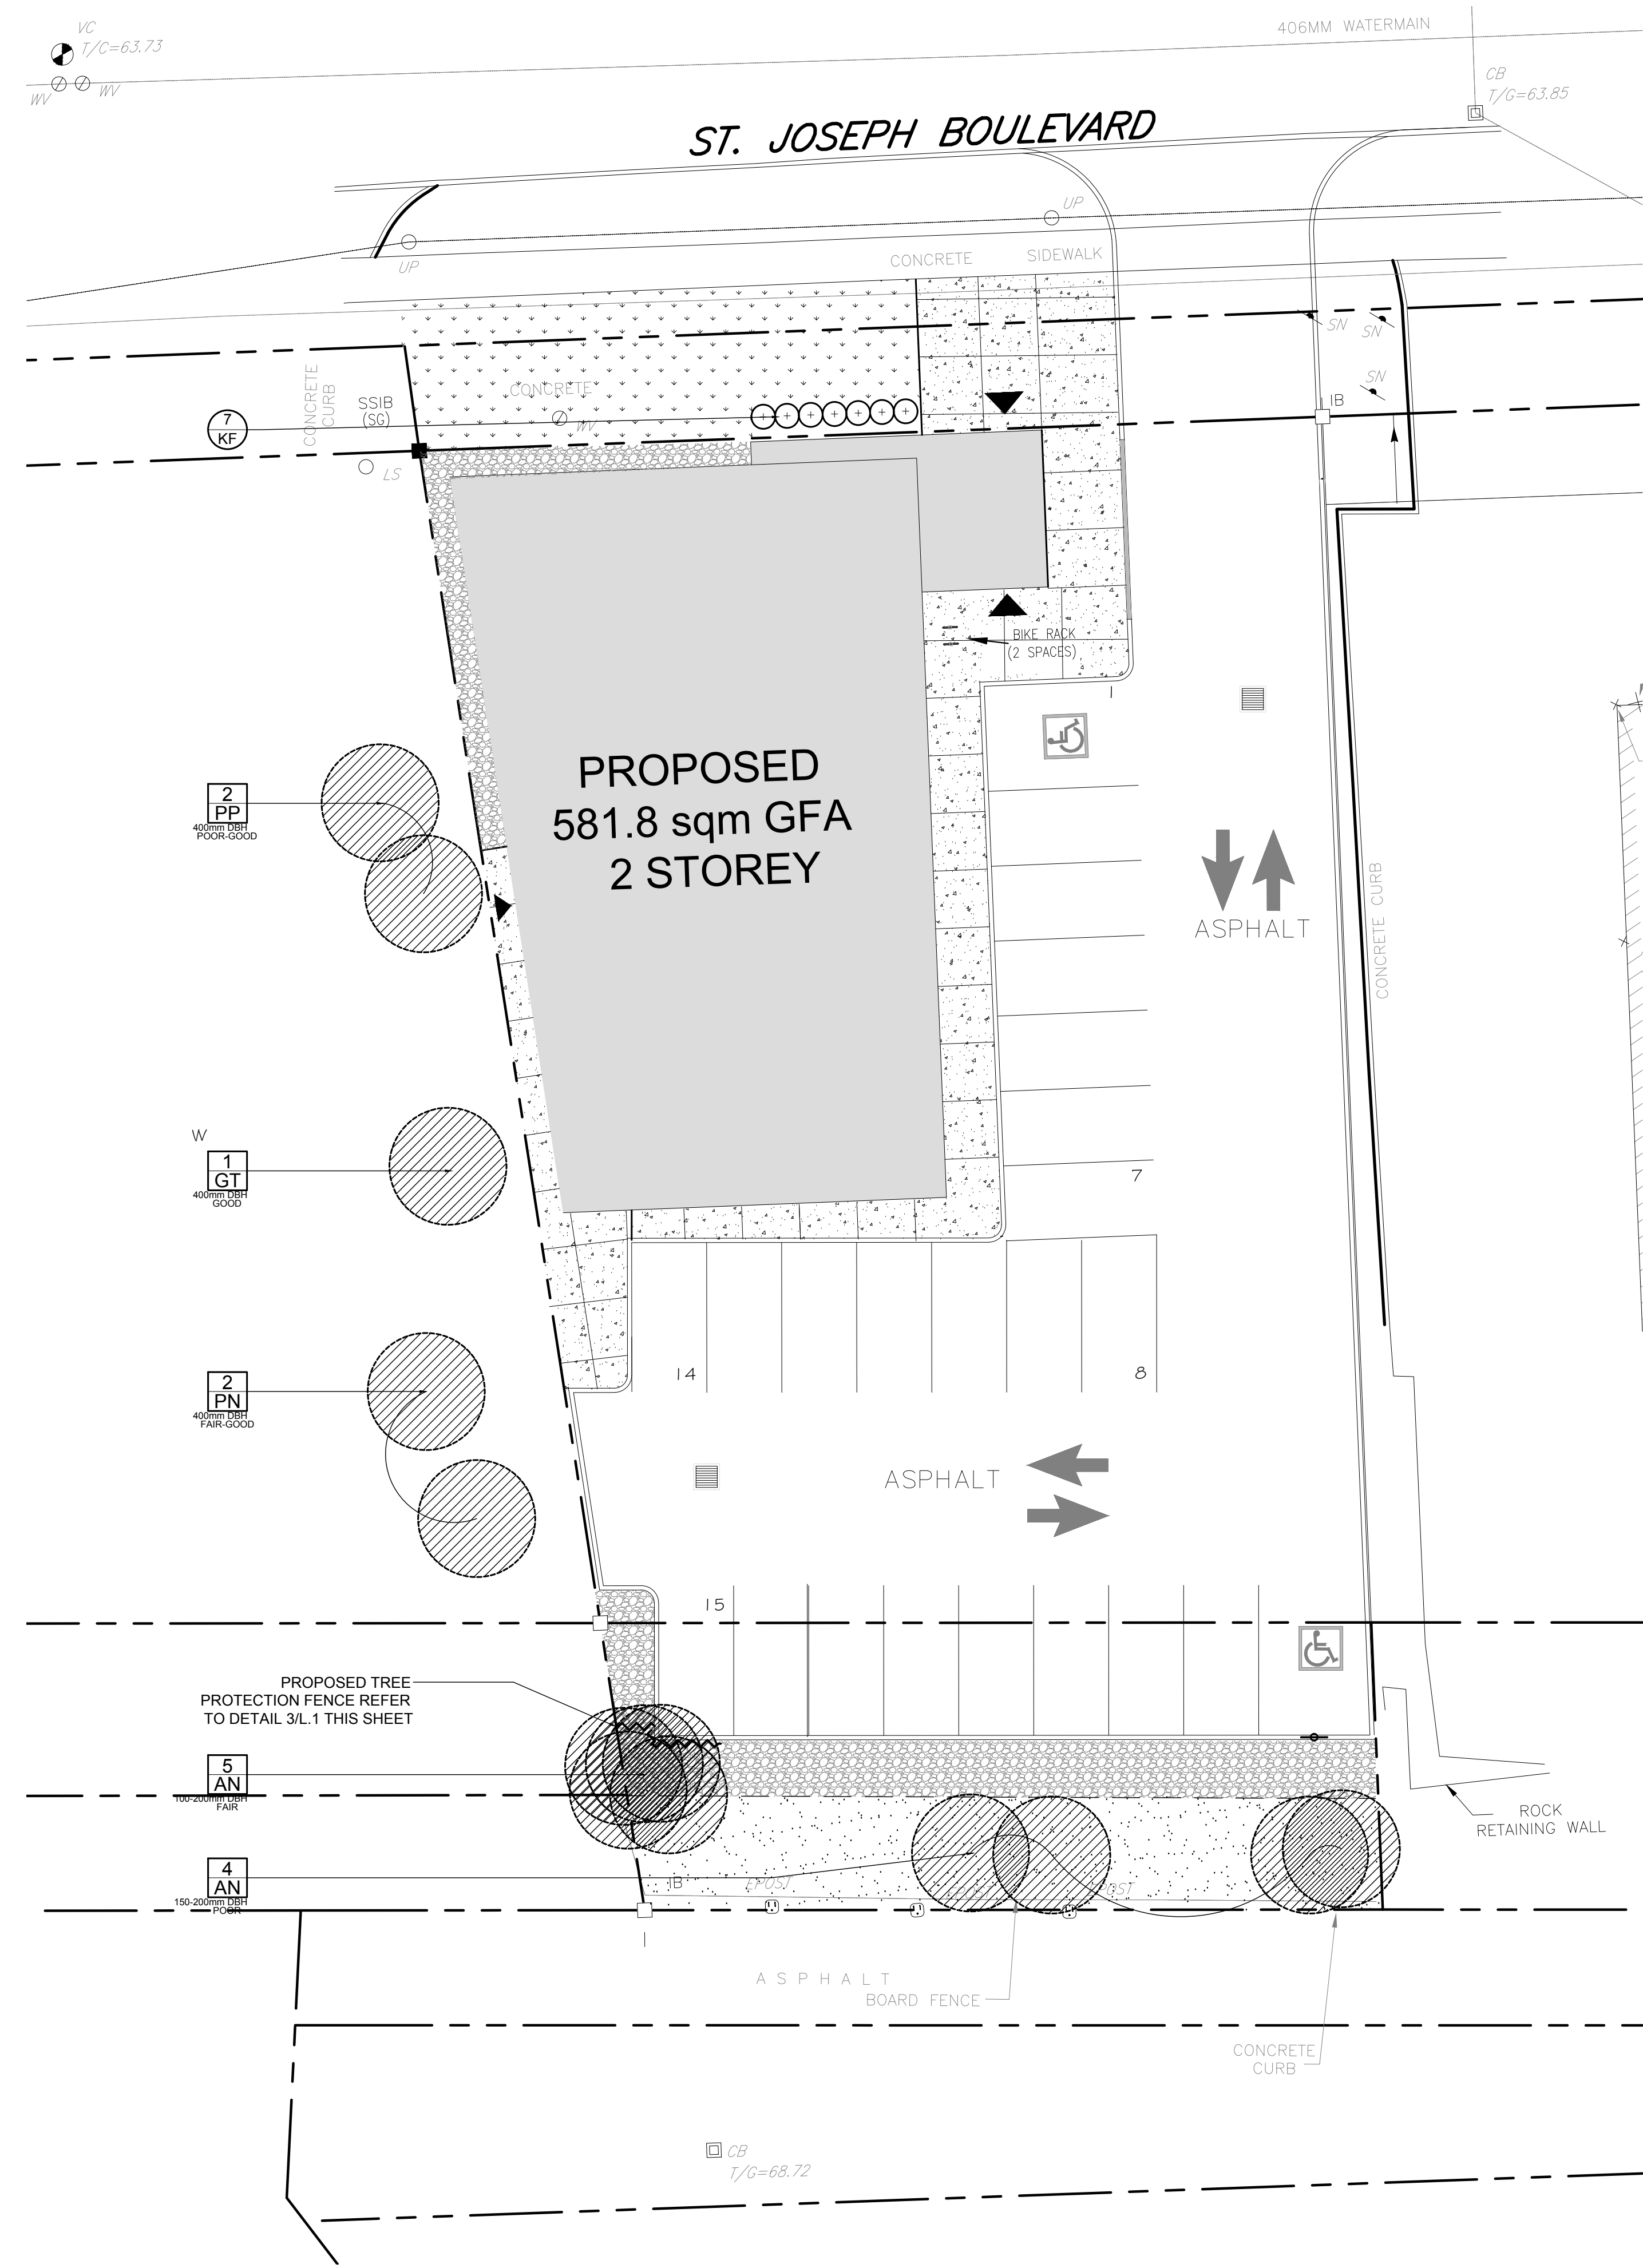 VC
T/C=63.73
WV
WV
406MM WATERMAIN
CB
T/G=63.85
ST. JOSEPH BOULEVARD
UP
UP
CONCRETE SIDEWALK
SN
SN
SN
IB
CONCRETE
CURB
SSIB
(SG)
CONCRETE
WV
7
KF
LS
BIKE RACK
(2 SPACES)
1
PROPOSED
581.8 sqm GFA
2 STOREY
2
PP
400mm DBH
POOR-GOOD
ASPHALT
CONCRETE CURB
W
1
GT
400mm DBH
GOOD
7
14
8
2
PN
400mm DBH
FAIR-GOOD
ASPHALT
15
PROPOSED TREE
PROTECTION FENCE REFER
TO DETAIL 3/L.1 THIS SHEET
5
AN
100-200mm DBH
FAIR
ROCK
RETAINING WALL
4
AN
150-200mm DBH
POOR
IB
EPOST
ASPHALT
BOARD FENCE
CONCRETE
CURB
CB
T/G=68.72